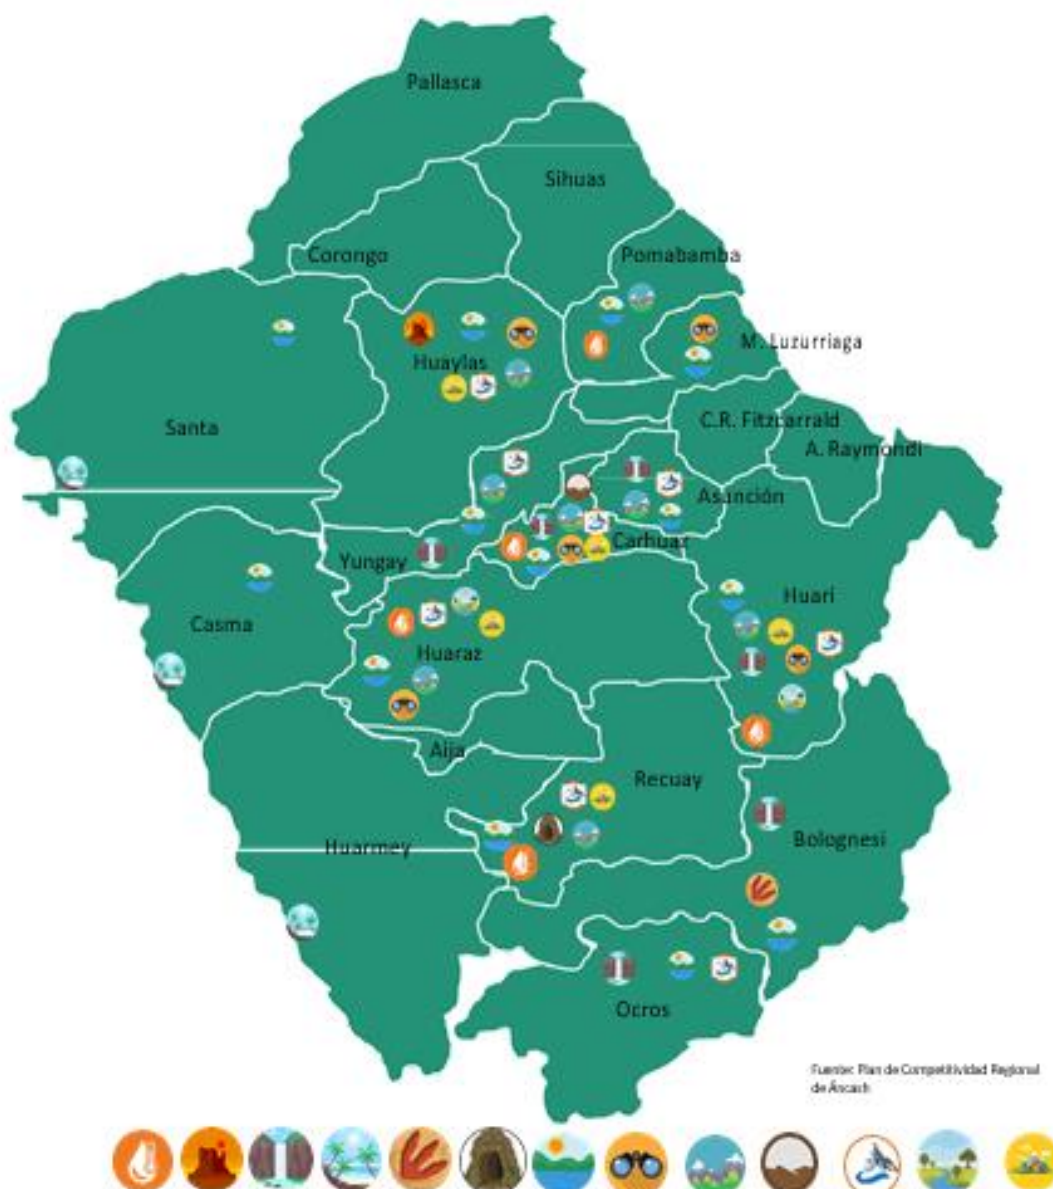 Pallasca
Sihuas
Corongo
Pomabamba
M. Luzurriaga
Huaylas
C.R. Fitzcarrald
Santa
A. Raymondi
Asunción
Carhuaz
Yungay
Huari
Casma
Huaraz
Aija
Recuay
Bolognesi
Huarmey
Ocros
Fuente: Plan de Competitividad Regional
de Áncash